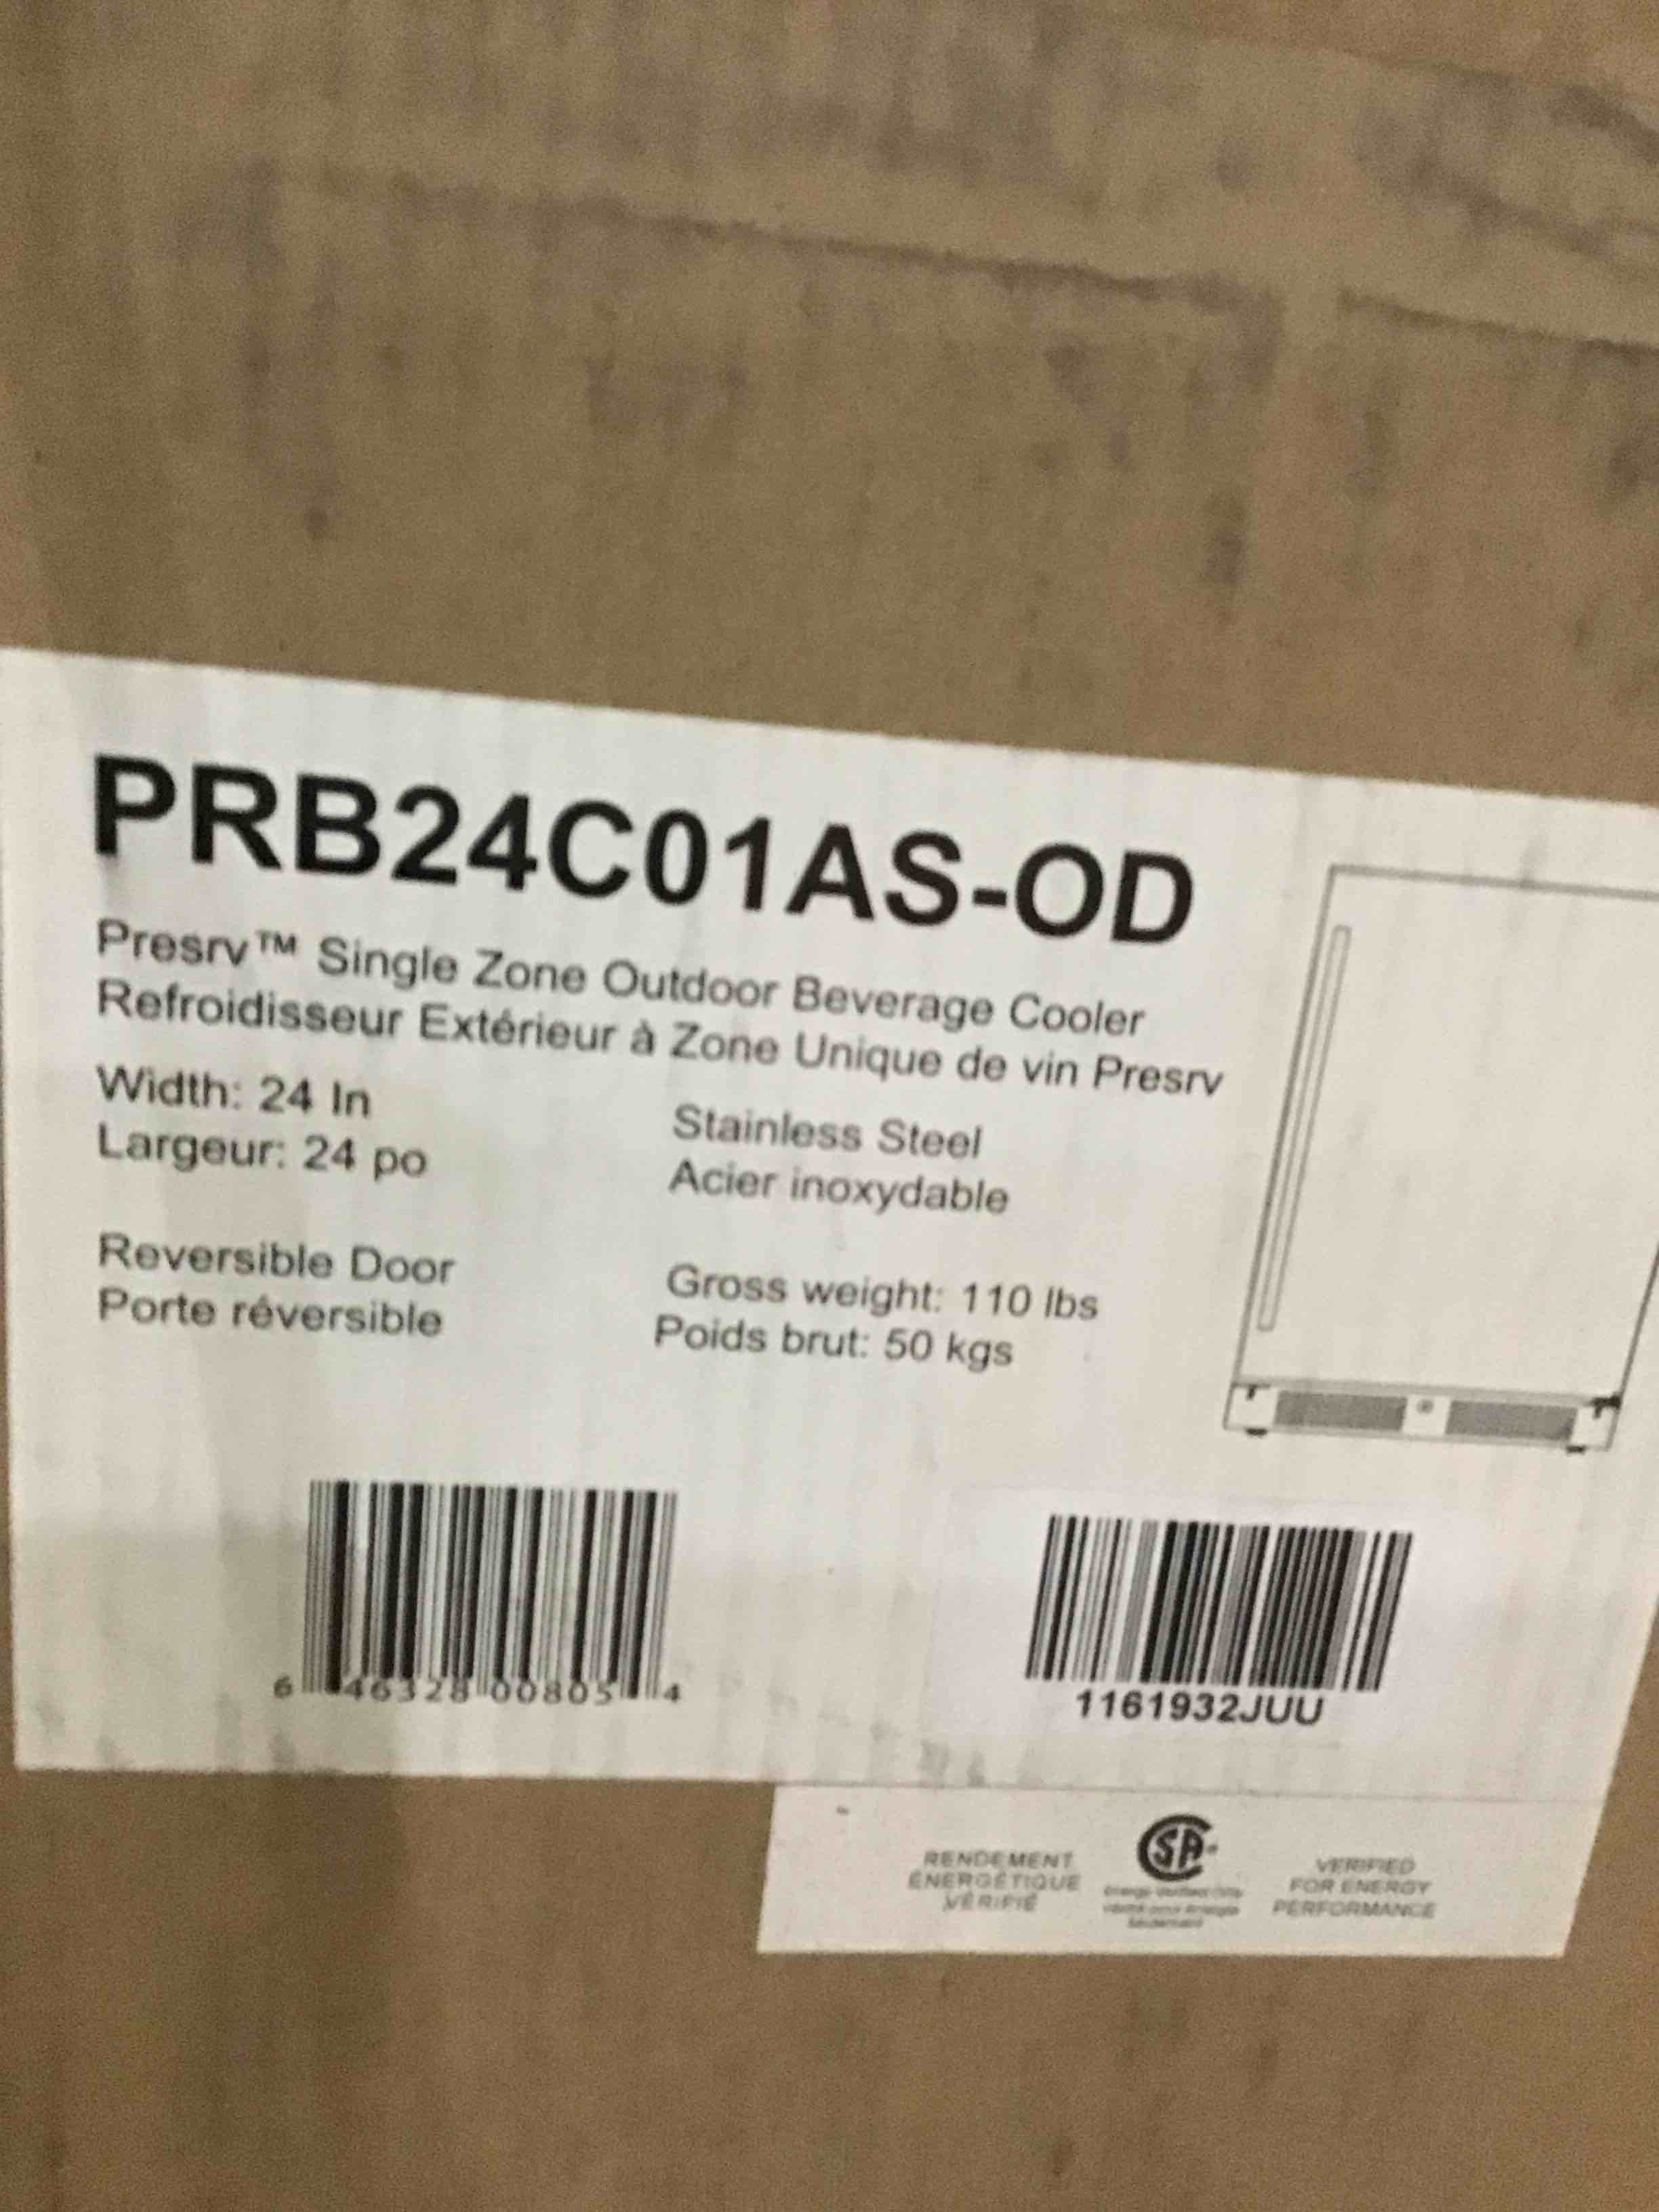 PRB24C01AS-OD
Presrv™ Single Zone Outdoor Beverage Cooler
Refroidisseur Extérieur à Zone Unique de vin Presrv
Width: 24 In
Largeur: 24 po
Stainless Steel
Acier inoxydable
Reversible Door
Porte réversible
Gross weight: 110 lbs
Poids brut: 50 kgs
6 46328 00805 4
1161932JUU
RENDEMENT
ÉNERGÉTIQUE
VÉRIFIÉ
SA
VERIFIED
FOR ENERGY
PERFORMANCE